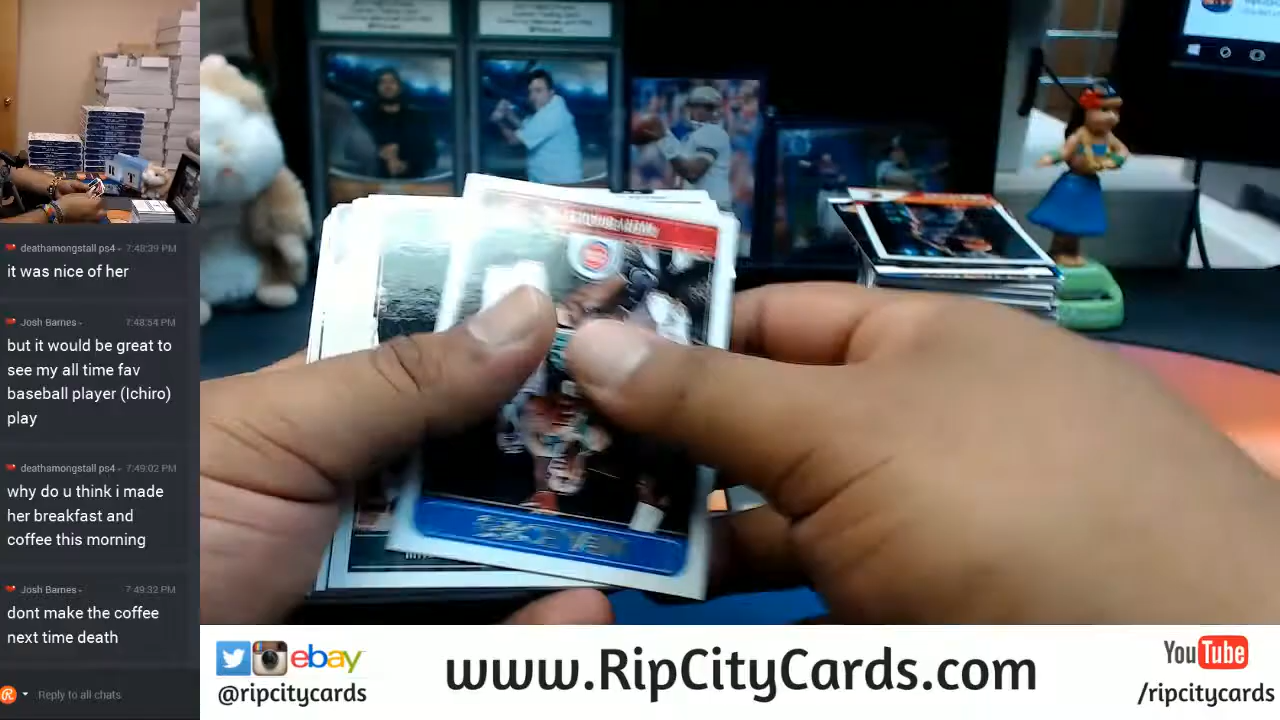 deathamongstall ps4 - 7:48:39 PM
it was nice of her
Josh Barnes - 7:48:54 PM
but it would be great to
see my all time fav
baseball player (Ichiro)
play
deathamongstall ps4 - 7:49:02 PM
why do u think i made
her breakfast and
coffee this morning
Josh Barnes - 7:49:32 PM
dont make the coffee
next time death
Reply to all chats
ebay
@ripcitycards
www.RipCityCards.com
YouTube
/ripcitycards